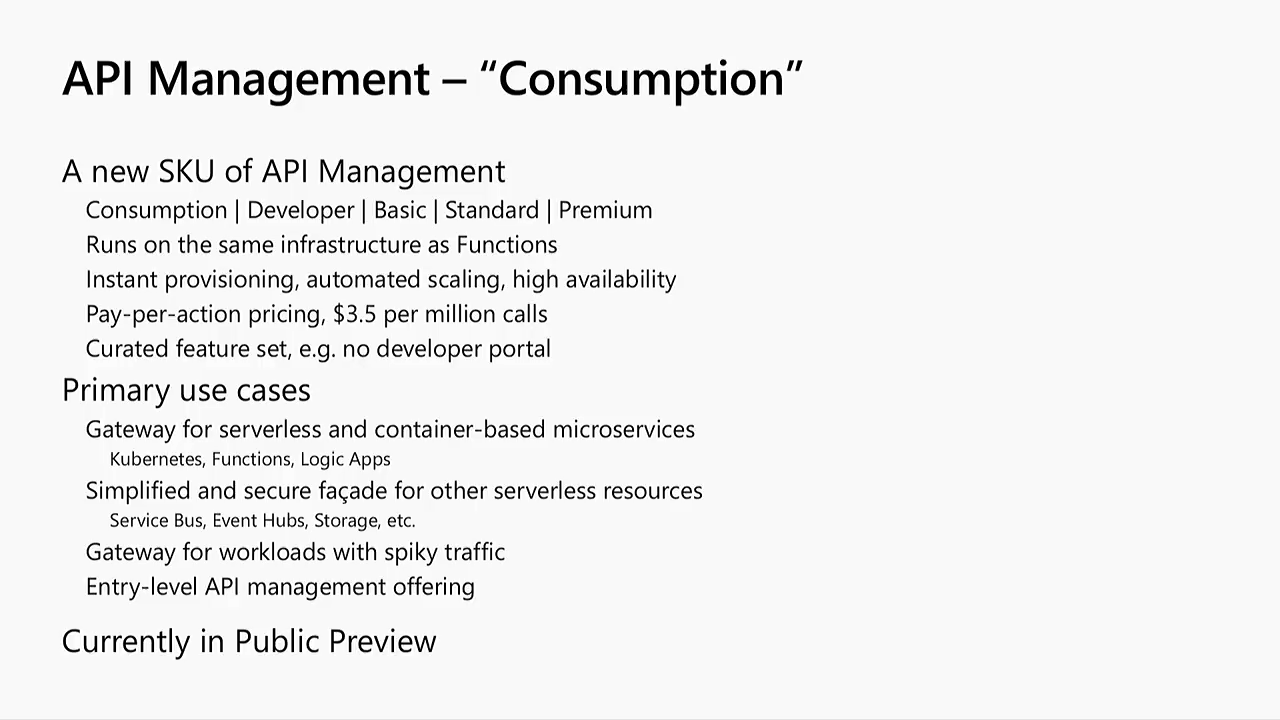 API Management – “Consumption”
A new SKU of API Management
Consumption | Developer | Basic | Standard | Premium
Runs on the same infrastructure as Functions
Instant provisioning, automated scaling, high availability
Pay-per-action pricing, $3.5 per million calls
Curated feature set, e.g. no developer portal
Primary use cases
Gateway for serverless and container-based microservices
Kubernetes, Functions, Logic Apps
Simplified and secure façade for other serverless resources
Service Bus, Event Hubs, Storage, etc.
Gateway for workloads with spiky traffic
Entry-level API management offering
Currently in Public Preview